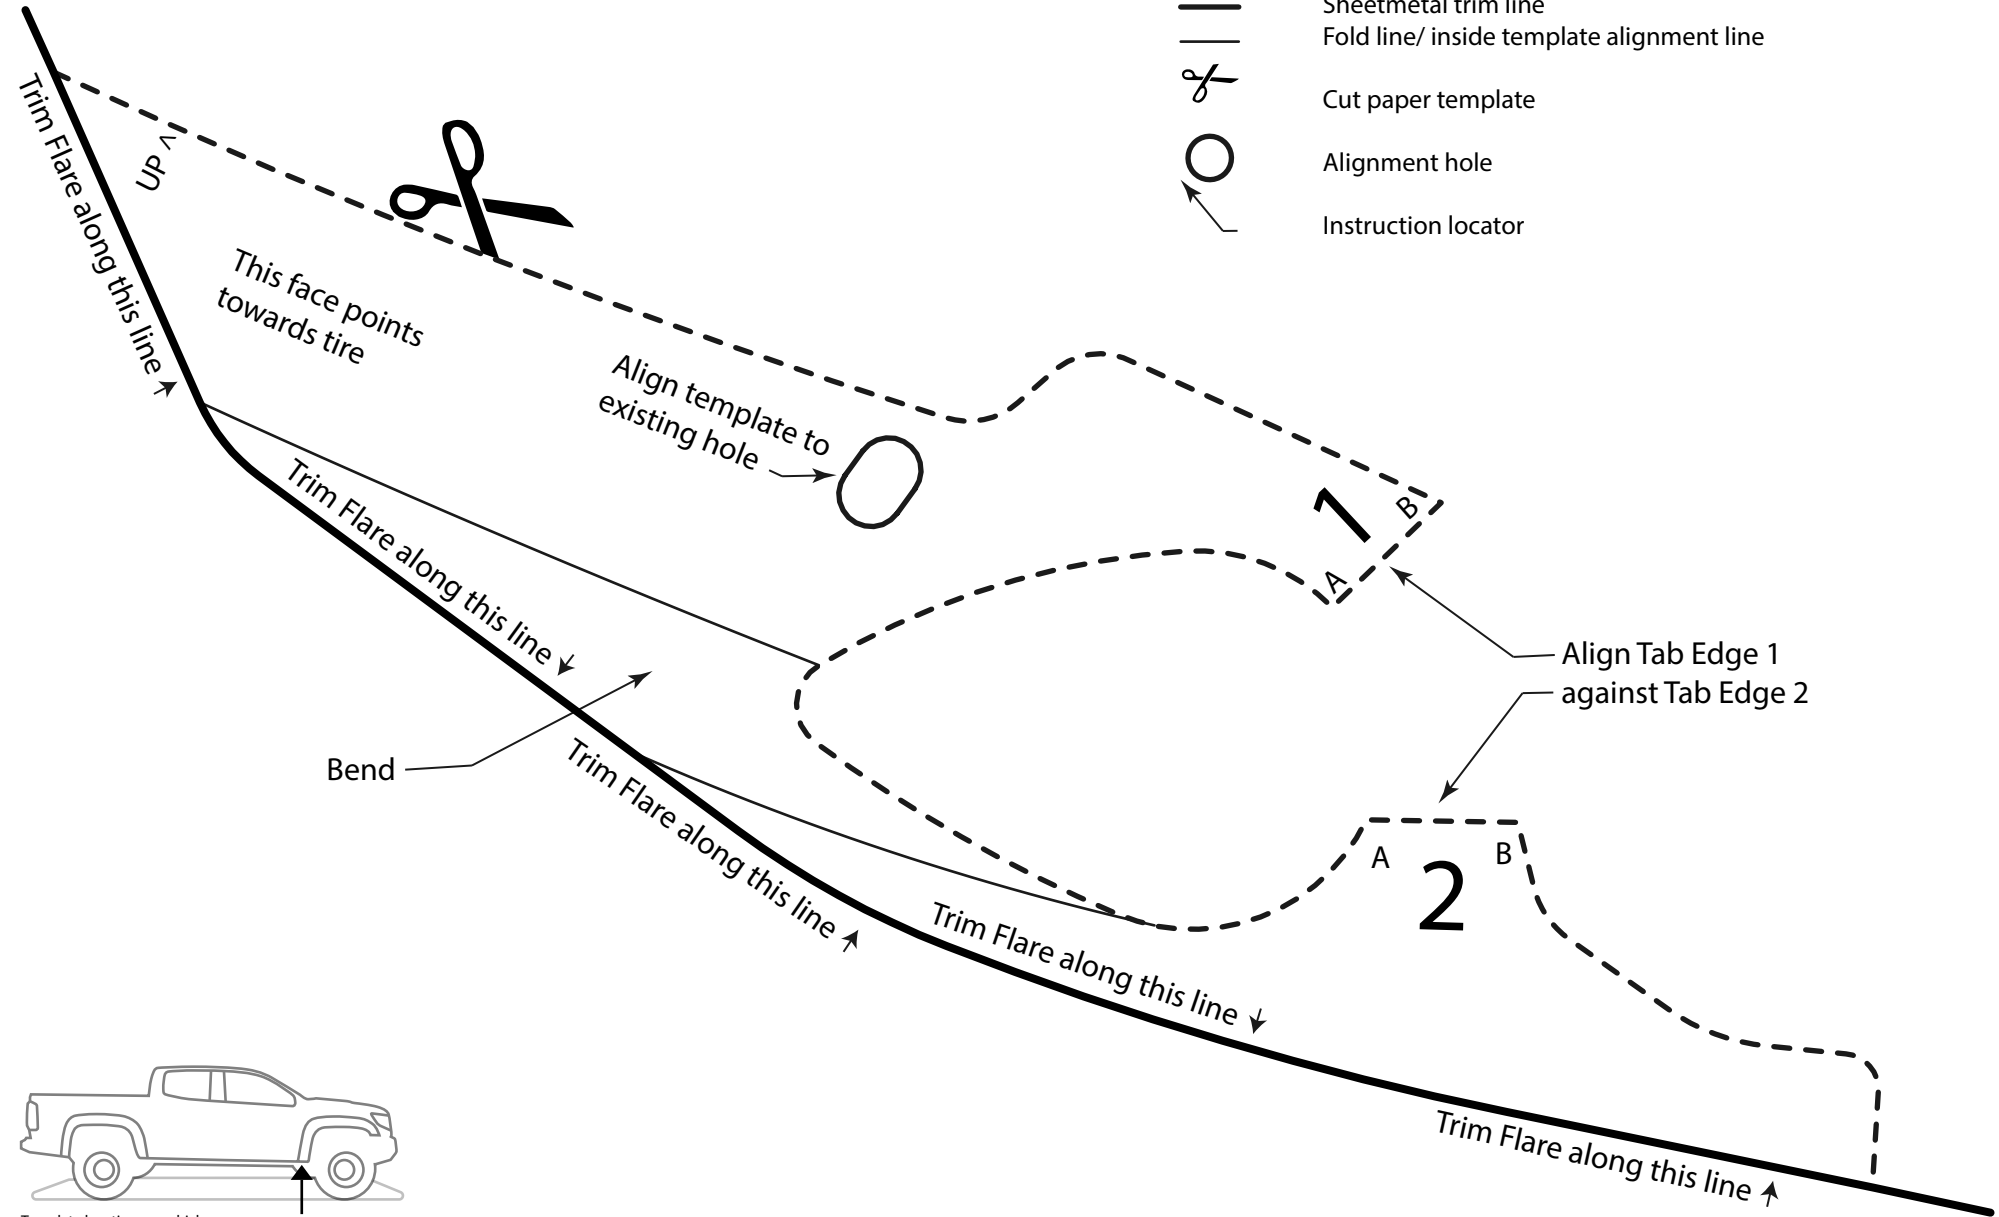 Sheetmetal trim line
Fold line/ inside template alignment line
Cut paper template
Alignment hole
Instruction locator
Trim Flare along this line
UP <
This face points
towards tire
Align template to
existing hole
1
B
A
Trim Flare along this line
Align Tab Edge 1
against Tab Edge 2
Bend
Trim Flare along this line
A
B
2
Trim Flare along this line
Trim Flare along this line